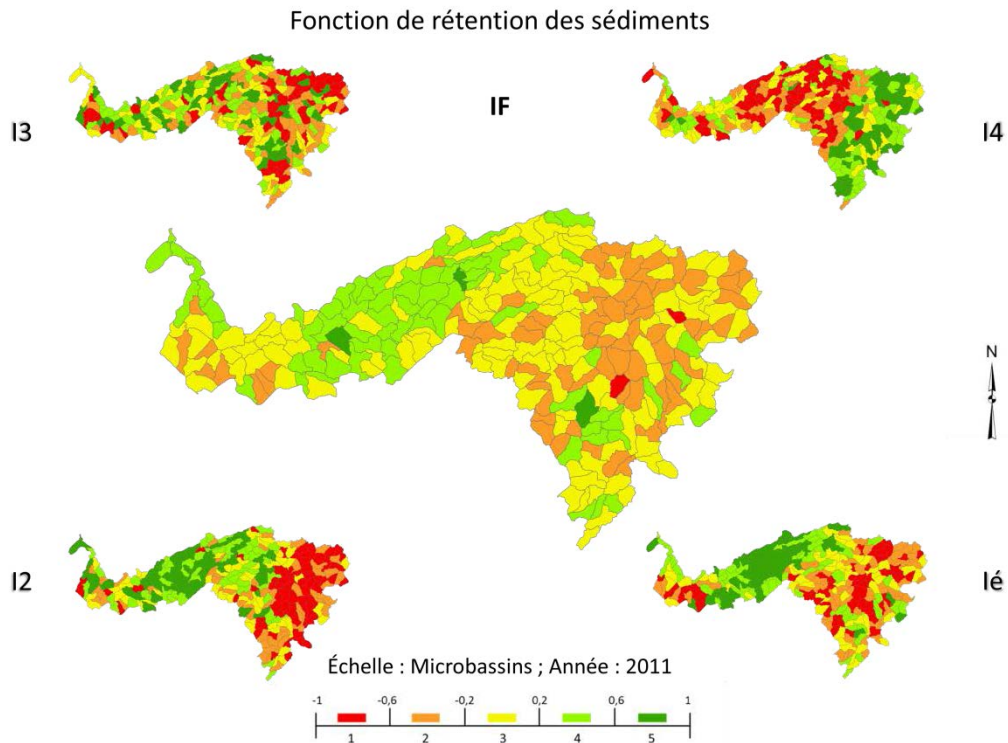 Fonction de rétention des sédiments
I3
IF
I4
N
I2
Ié
Échelle : Microbassins ; Année : 2011
-1 -0,6 -0,2 0,2 0,6 1
1 2 3 4 5